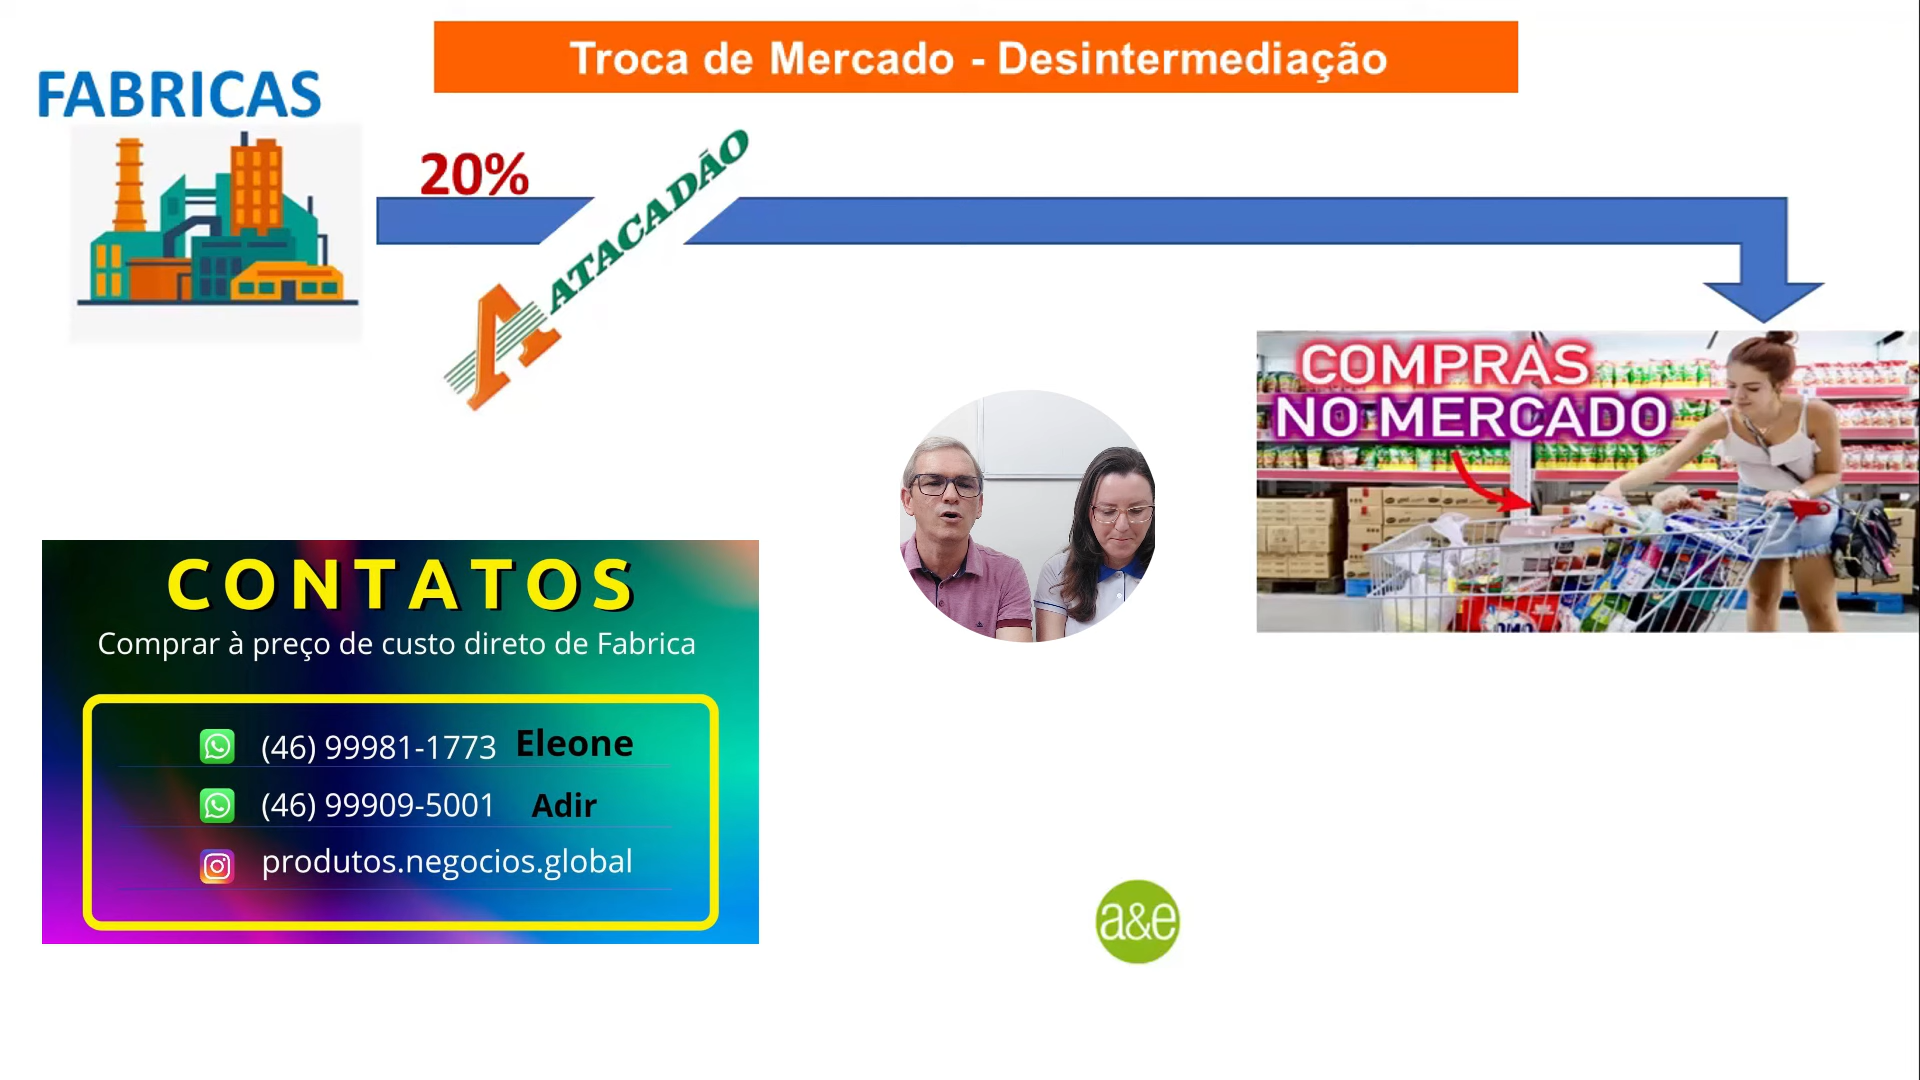 Troca de Mercado - Desintermediação
FABRICAS
20%
A ATACADÃO
COMPRAS
NO MERCADO
OMO
CONTATOS
Comprar à preço de custo direto de Fabrica
(46) 99981-1773 Eleone
(46) 99909-5001 Adir
produtos.negocios.global
a&e